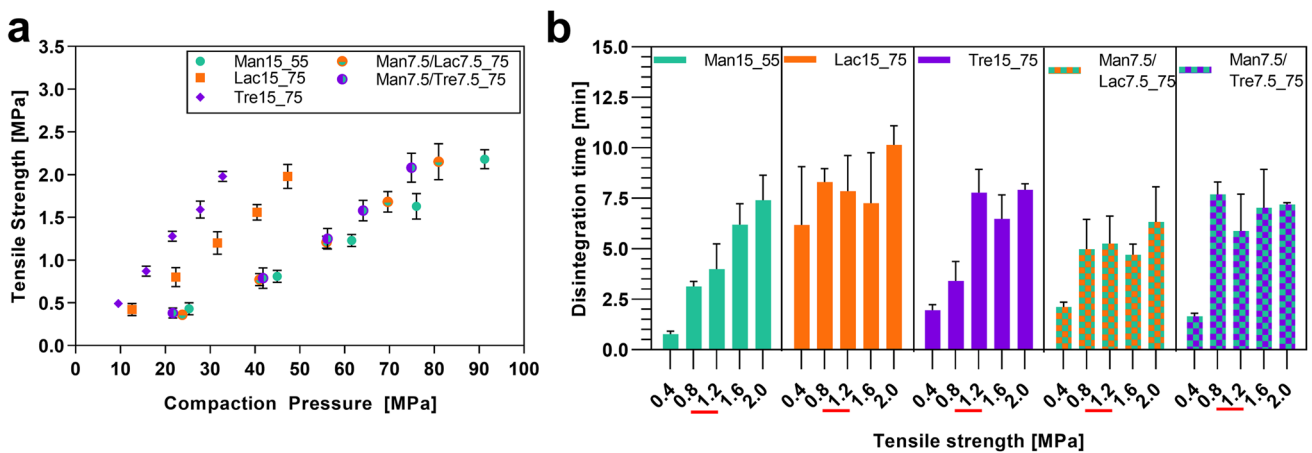 a
3.5
3.0
2.5
2.0
1.5
1.0
0.5
0.0
Tensile Strength [MPa]
Man15_55
Lac15_75
Tre15_75
Man7.5/Lac7.5_75
Man7.5/Tre7.5_75
0 10 20 30 40 50 60 70 80 90 100
Compaction Pressure [MPa]
b
15.0
12.5
10.0
7.5
5.0
2.5
0.0
Disintegration time [min]
Man15_55
Lac15_75
Tre15_75
Man7.5/
Lac7.5_75
Man7.5/
Tre7.5_75
0.4 0.8 1.2 1.6 2.0 0.4 0.8 1.2 1.6 2.0 0.4 0.8 1.2 1.6 2.0 0.4 0.8 1.2 1.6 2.0 0.4 0.8 1.2 1.6 2.0
Tensile strength [MPa]